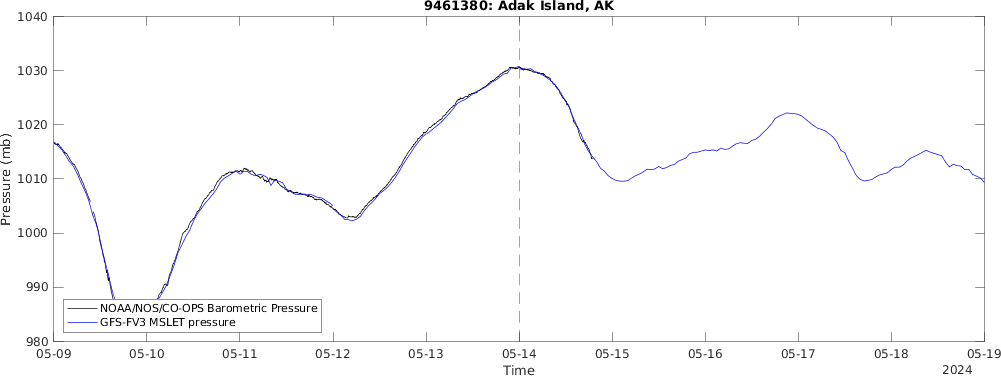 9461380: Adak Island, AK
Pressure (mb)
1040
1030
1020
1010
1000
990
980
NOAA/NOS/CO-OPS Barometric Pressure
GFS-FV3 MSLET pressure
05-09 05-10 05-11 05-12 05-13 05-14 05-15 05-16 05-17 05-18 05-19
Time
2024